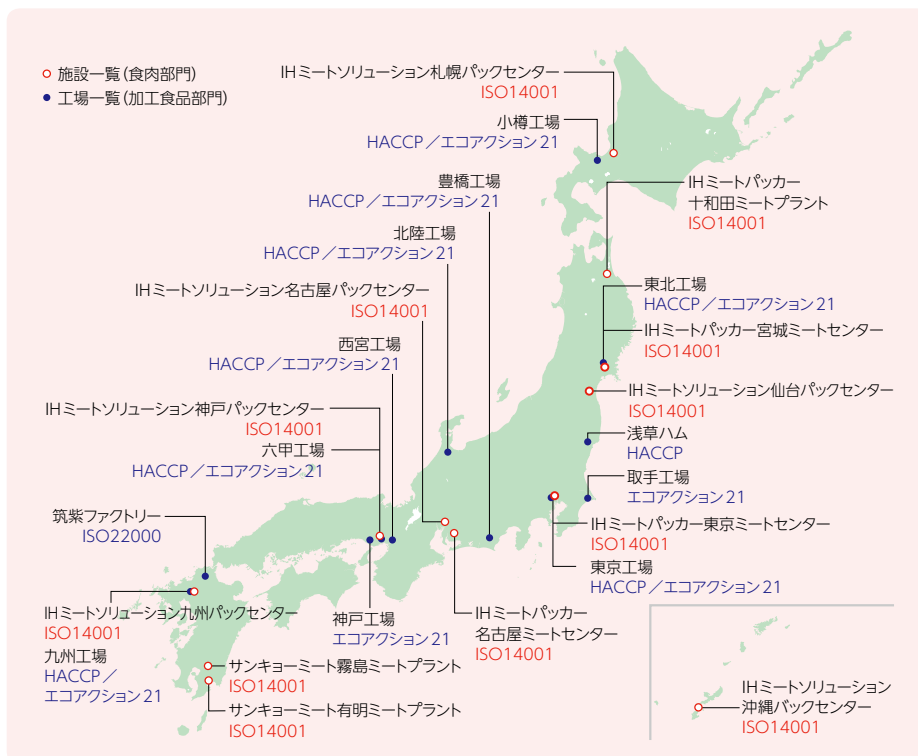 施設一覧(食肉部門)
工場一覧(加工食品部門)
IHミートソリューション札幌パックセンター
ISO14001
小樽工場
HACCP/エコアクション21
豊橋工場
HACCP/エコアクション21
北陸工場
HACCP/エコアクション21
IHミートソリューション名古屋パックセンター
ISO14001
西宮工場
HACCP/エコアクション21
IHミートソリューション神戸パックセンター
ISO14001
六甲工場
HACCP/エコアクション21
筑紫ファクトリー
ISO22000
IHミートソリューション九州パックセンター
ISO14001
九州工場
HACCP/
エコアクション21
サンキョーミート霧島ミートプラント
ISO14001
サンキョーミート有明ミートプラント
ISO14001
神戸工場
エコアクション21
IHミートパッカー
名古屋ミートセンター
ISO14001
IHミートパッカー
十和田ミートプラント
ISO14001
東北工場
HACCP/エコアクション21
IHミートパッカー宮城ミートセンター
ISO14001
IHミートソリューション仙台パックセンター
ISO14001
浅草ハム
HACCP
取手工場
エコアクション21
IHミートパッカー東京ミートセンター
ISO14001
東京工場
HACCP/エコアクション21
IHミートソリューション
沖縄パックセンター
ISO14001